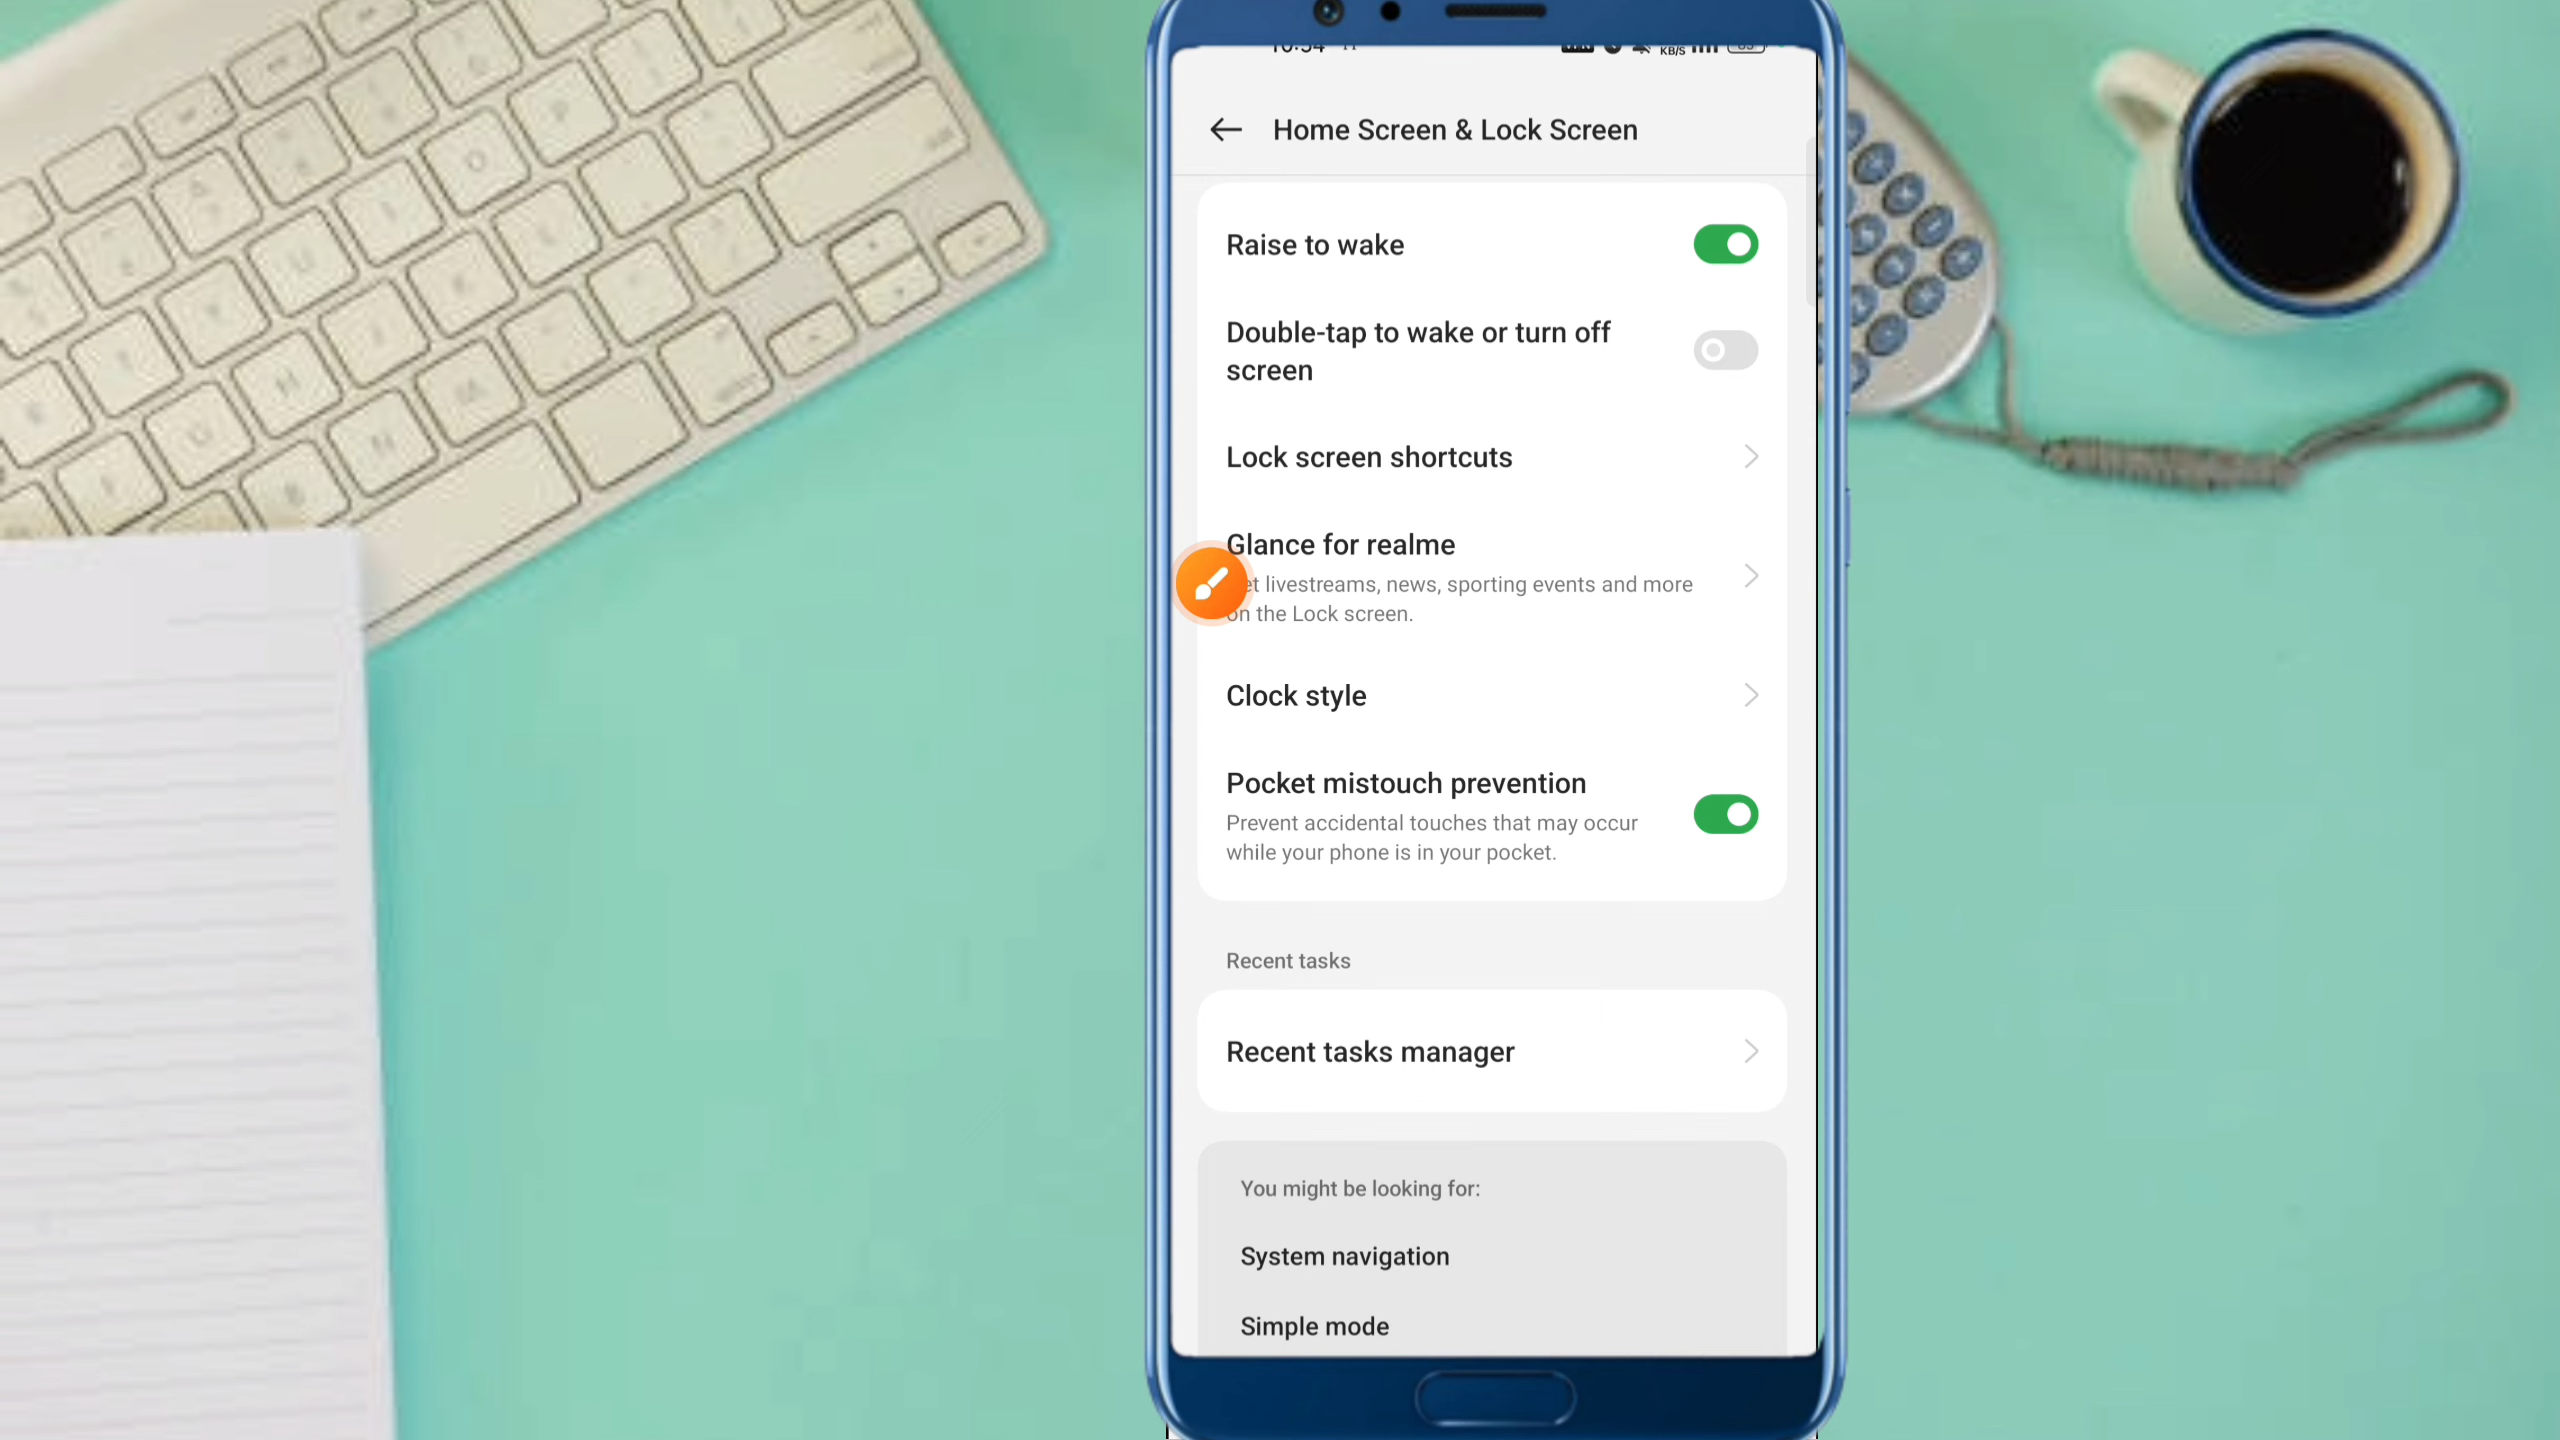 KB/S
Home Screen & Lock Screen
Raise to wake
Double-tap to wake or turn off
screen
Lock screen shortcuts
Glance for realme
livestreams, news, sporting events and more
on the Lock screen.
Clock style
Pocket mistouch prevention
Prevent accidental touches that may occur
while your phone is in your pocket.
Recent tasks
Recent tasks manager
You might be looking for:
System navigation
Simple mode